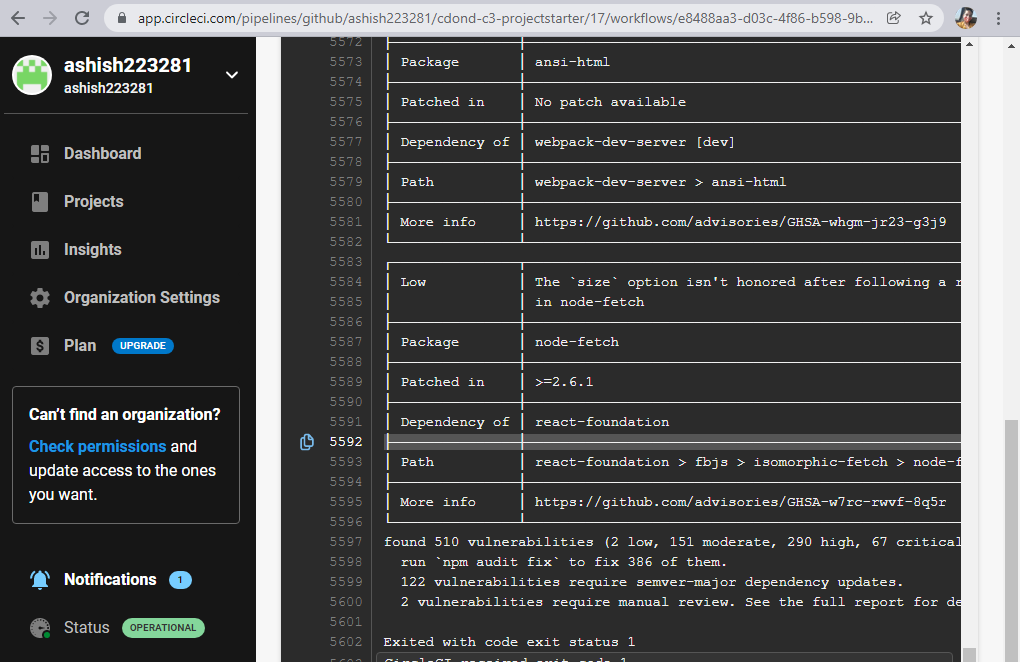 app.circleci.com/pipelines/github/ashish223281/cdond-c3-projectstarter/17/workflows/e8488aa3-d03c-4f86-b598-9b...
ashish223281
ashish223281
Dashboard
Projects
Insights
Organization Settings
Plan UPGRADE
Can't find an organization?
Check permissions and
update access to the ones
you want.
Notifications 1
Status OPERATIONAL
5572
5573 Package ansi-html
5574
5575 Patched in No patch available
5576
5577 Dependency of webpack-dev-server [dev]
5578
5579 Path webpack-dev-server > ansi-html
5580
5581 More info https://github.com/advisories/GHSA-whgm-jr23-g3j9
5582
5583
5584 Low The `size` option isn't honored after following a r
5585 in node-fetch
5586
5587 Package node-fetch
5588
5589 Patched in >=2.6.1
5590
5591 Dependency of react-foundation
5592
5593 Path react-foundation > fbjs > isomorphic-fetch > node-f
5594
5595 More info https://github.com/advisories/GHSA-w7rc-rwvf-8q5r
5596
5597 found 510 vulnerabilities (2 low, 151 moderate, 290 high, 67 critical
5598 run `npm audit fix` to fix 386 of them.
5599 122 vulnerabilities require semver-major dependency updates.
5600 2 vulnerabilities require manual review. See the full report for de
5601
5602 Exited with code exit status 1
5603 CircleCI received exit code 1